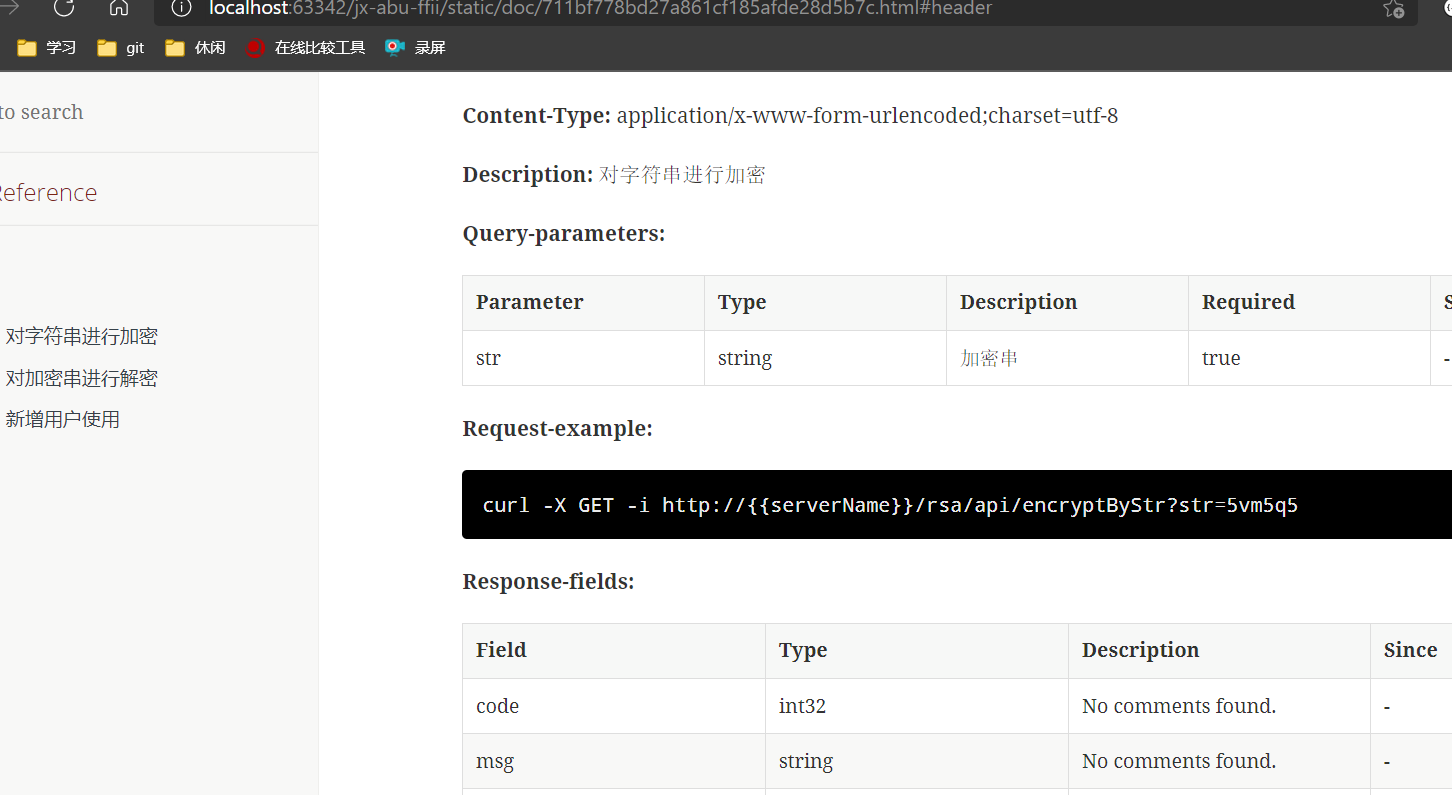 localhost:63342/jx-abu-ffii/static/doc/711bf778bd27a861cf185afde28d5b7c.html#header
学习 git 休闲 在线比较工具 录屏
to search
Reference
对字符串进行加密
对加密串进行解密
新增用户使用
Content-Type: application/x-www-form-urlencoded;charset=utf-8
Description: 对字符串进行加密
Query-parameters:
Parameter Type Description Required S
str string 加密串 true -
Request-example:
curl -X GET -i http://{{serverName}}/rsa/api/encryptByStr?str=5vm5q5
Response-fields:
Field Type Description Since
code int32 No comments found. -
msg string No comments found. -